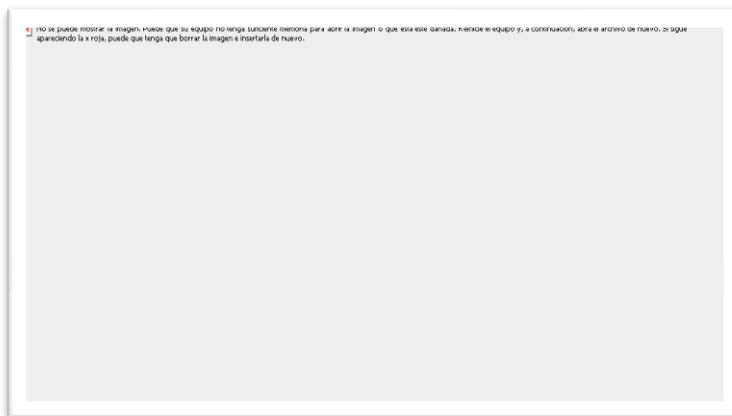 No se puede mostrar la imagen. Puede que su equipo no tenga suficiente memoria para abrir la imagen o que ésta esté dañada. Reinicie el equipo y, a continuación, abra el archivo de nuevo. Si sigue
apareciendo la x roja, puede que tenga que borrar la imagen e insertarla de nuevo.